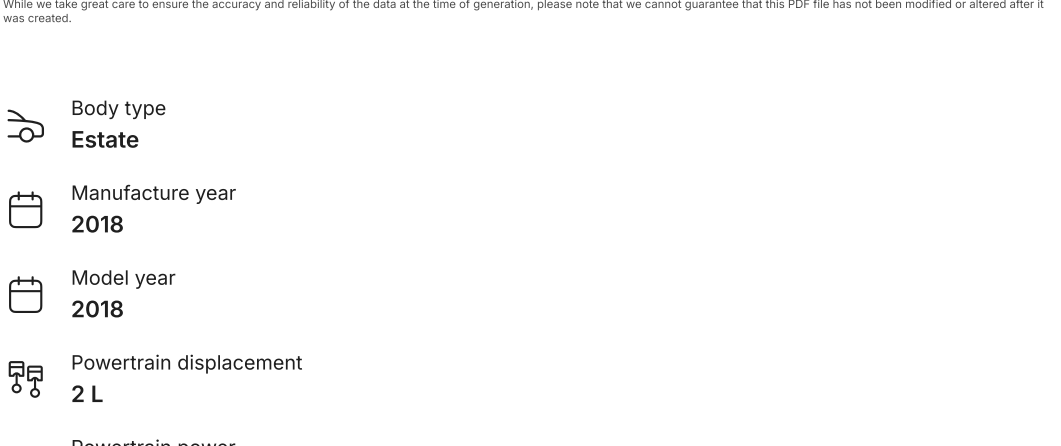 While we take great care to ensure the accuracy and reliability of the data at the time of generation, please note that we cannot guarantee that this PDF file has not been modified or altered after it
was created.
Body type
Estate
Manufacture year
2018
Model year
2018
Powertrain displacement
2 L
Powertrain power